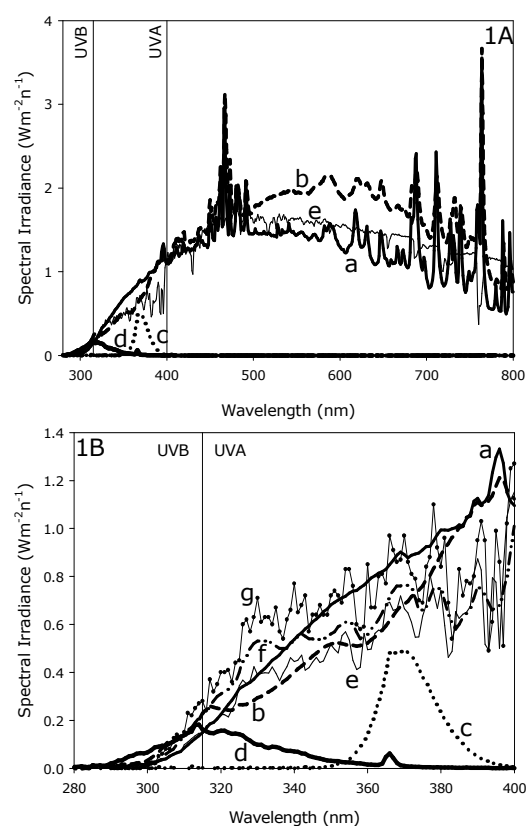 1A
UVB
UVA
Spectral Irradiance (Wm⁻²n⁻¹)
4
3
2
1
0
b
e
a
d
c
300 400 500 600 700 800
Wavelength (nm)
1B
UVB
UVA
a
Spectral Irradiance (Wm⁻²n⁻¹)
1.4
1.2
1.0
0.8
0.6
0.4
0.2
0.0
g
f
e
b
c
d
280 300 320 340 360 380 400
Wavelength (nm)